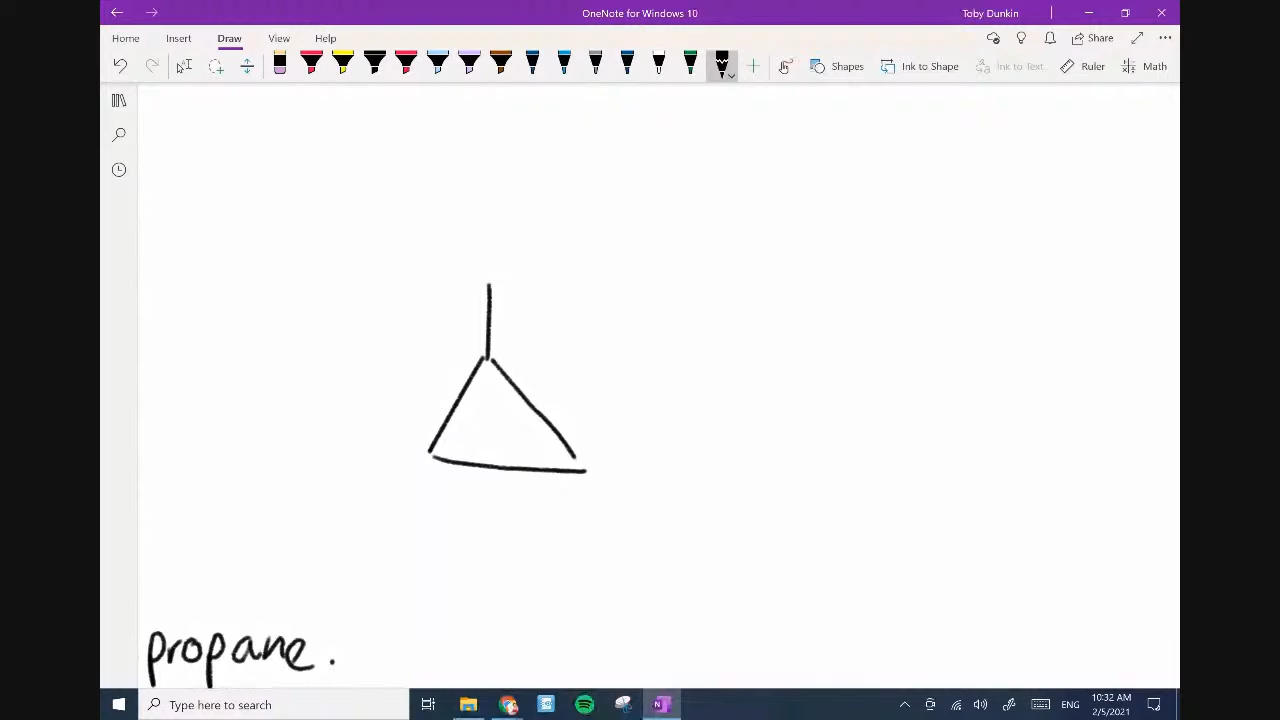 OneNote for Windows 10
Toby Dunkin
Home Insert Draw View Help
Share
Shapes Ink to Shape Ink to Text Ruler Math
propane.
Type here to search
ENG
10:32 AM
2/5/2021